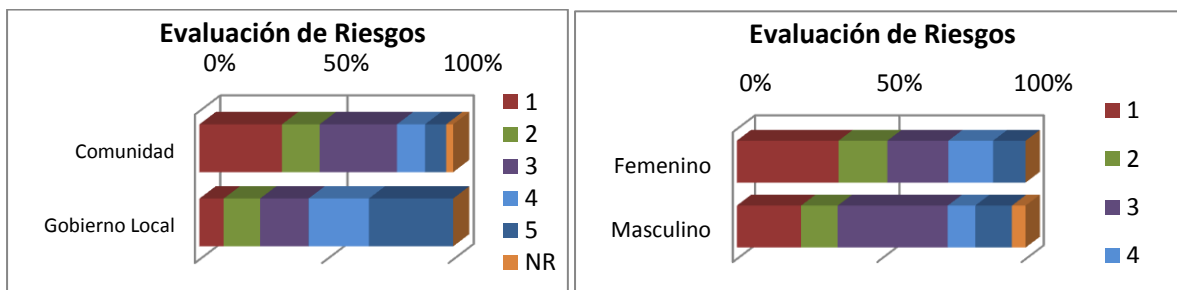 Evaluación de Riesgos
0% 50% 100%
Comunidad
Gobierno Local
1
2
3
4
5
NR
Evaluación de Riesgos
0% 50% 100%
Femenino
Masculino
1
2
3
4